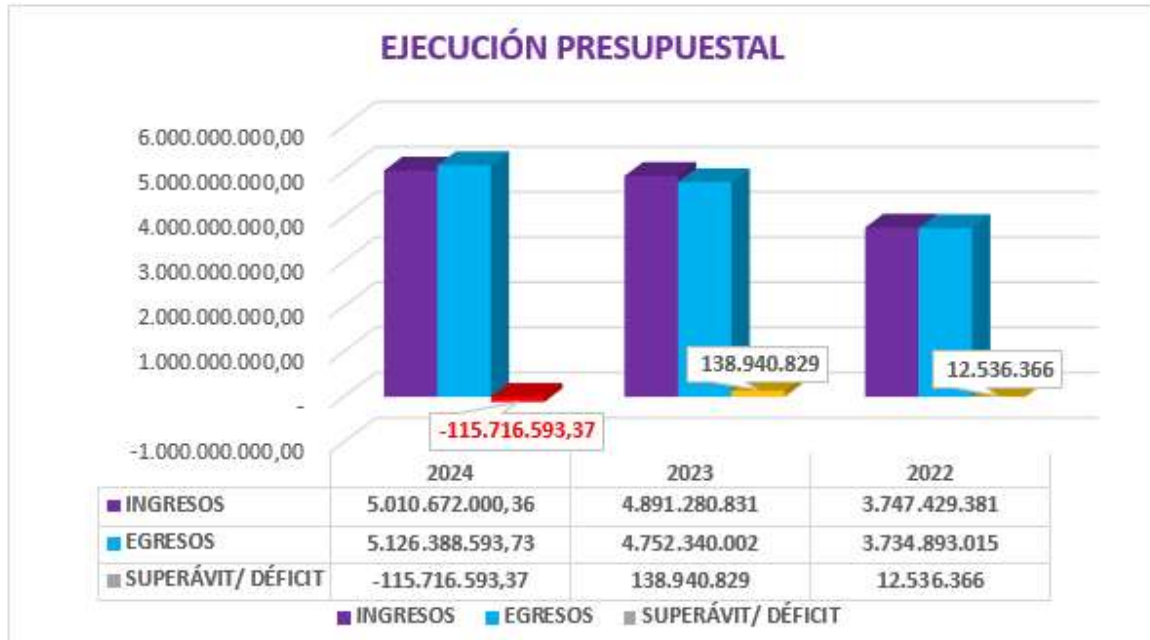 EJECUCIÓN PRESUPUESTAL
6.000.000.000,00
5.000.000.000,00
4.000.000.000,00
3.000.000.000,00
2.000.000.000,00
1.000.000.000,00
-
-1.000.000.000,00
-115.716.593,37
138.940.829
12.536.366
2024 2023 2022
INGRESOS 5.010.672.000,36 4.891.280.831 3.747.429.381
EGRESOS 5.126.388.593,73 4.752.340.002 3.734.893.015
SUPERÁVIT/ DÉFICIT -115.716.593,37 138.940.829 12.536.366
INGRESOS EGRESOS SUPERÁVIT/ DÉFICIT